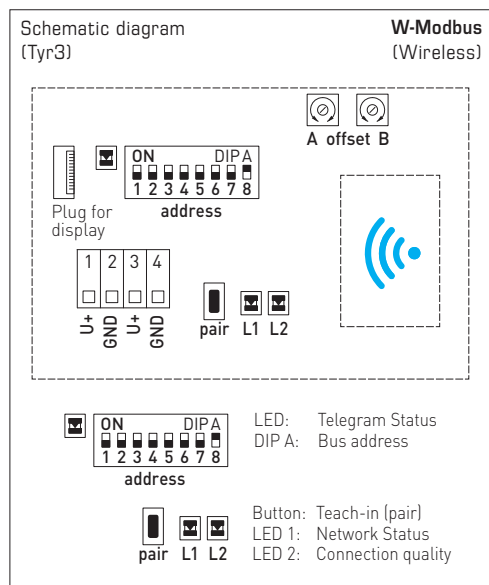 Schematic diagram
(Tyr3)
W-Modbus
(Wireless)
A offset B
ON DIP A
1 2 3 4 5 6 7 8
address
Plug for
display
1 2 3 4
U+ GND U+ GND
pair L1 L2
ON DIP A
1 2 3 4 5 6 7 8
address
LED: Telegram Status
DIP A: Bus address
pair L1 L2
Button: Teach-in (pair)
LED 1: Network Status
LED 2: Connection quality